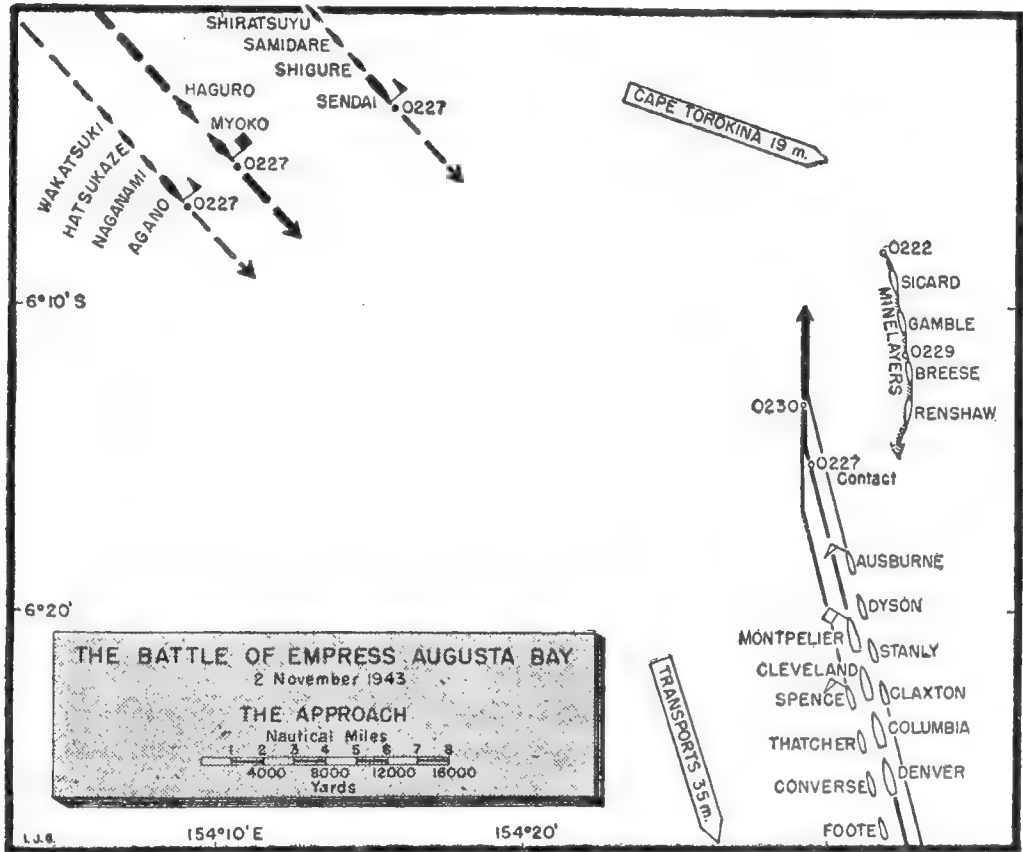 SHIRATSUYU
SAMIDARE
SHIGURE
SENDAI
0227
HAGURO
MYOKO
0227
WAKATSUKI
HATSUKAZE
NAGANAMI
AGANO
0227
CAPE TOROKINA 19 m.
6°10'S
0222
SICARD
MINELAYERS
GAMBLE
0229
BREESE
RENSHAW
0230
0227
Contact
AUSBURNE
DYSON
6°20'
MONTPELIER
STANLY
CLEVELAND
SPENCE
CLAXTON
COLUMBIA
THATCHER
DENVER
CONVERSE
FOOTE
TRANSPORTS 35 m.
THE BATTLE OF EMPRESS AUGUSTA BAY
2 November 1943
THE APPROACH
Nautical Miles
1 2 3 4 5 6 7 8
4000 8000 12000 16000
Yards
L.J.G.
154°10'E
154°20'